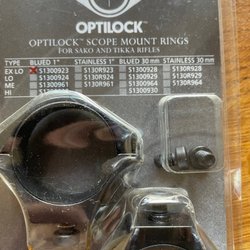 OPTILOCK™
OPTILOCK™ SCOPE MOUNT RINGS
FOR SAKO AND TIKKA RIFLES
TYPE BLUED 1" STAINLESS 1" BLUED 30 mm STAINLESS 30 mm
EX LO S1300923 S130R923 S1300928 S130R928
LO S1300924 S130R924 S1300929 S130R929
ME S1300961 S130R961 S1300964 S130R964
HI S1300960 S1300930